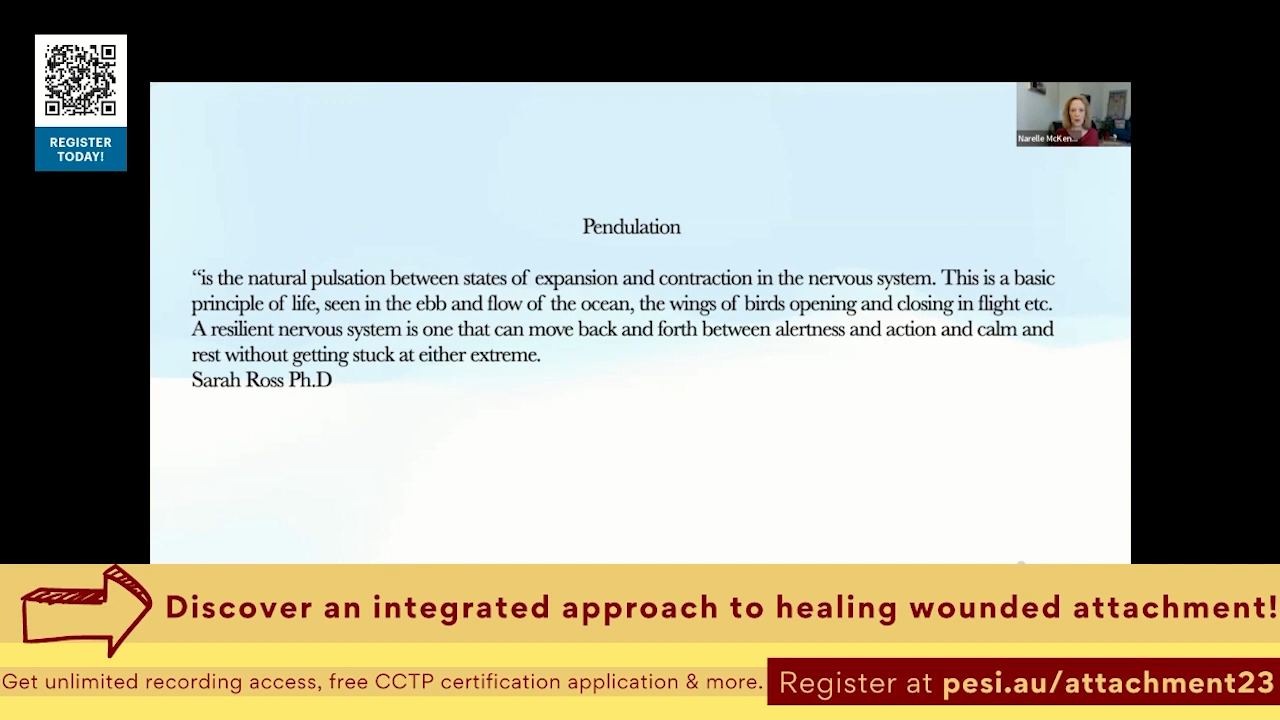 REGISTER
TODAY!
Narelle McKen...
Pendulation
“is the natural pulsation between states of expansion and contraction in the nervous system. This is a basic
principle of life, seen in the ebb and flow of the ocean, the wings of birds opening and closing in flight etc.
A resilient nervous system is one that can move back and forth between alertness and action and calm and
rest without getting stuck at either extreme.
Sarah Ross Ph.D
Discover an integrated approach to healing wounded attachment!
Get unlimited recording access, free CCTP certification application & more.
Register at pesi.au/attachment23